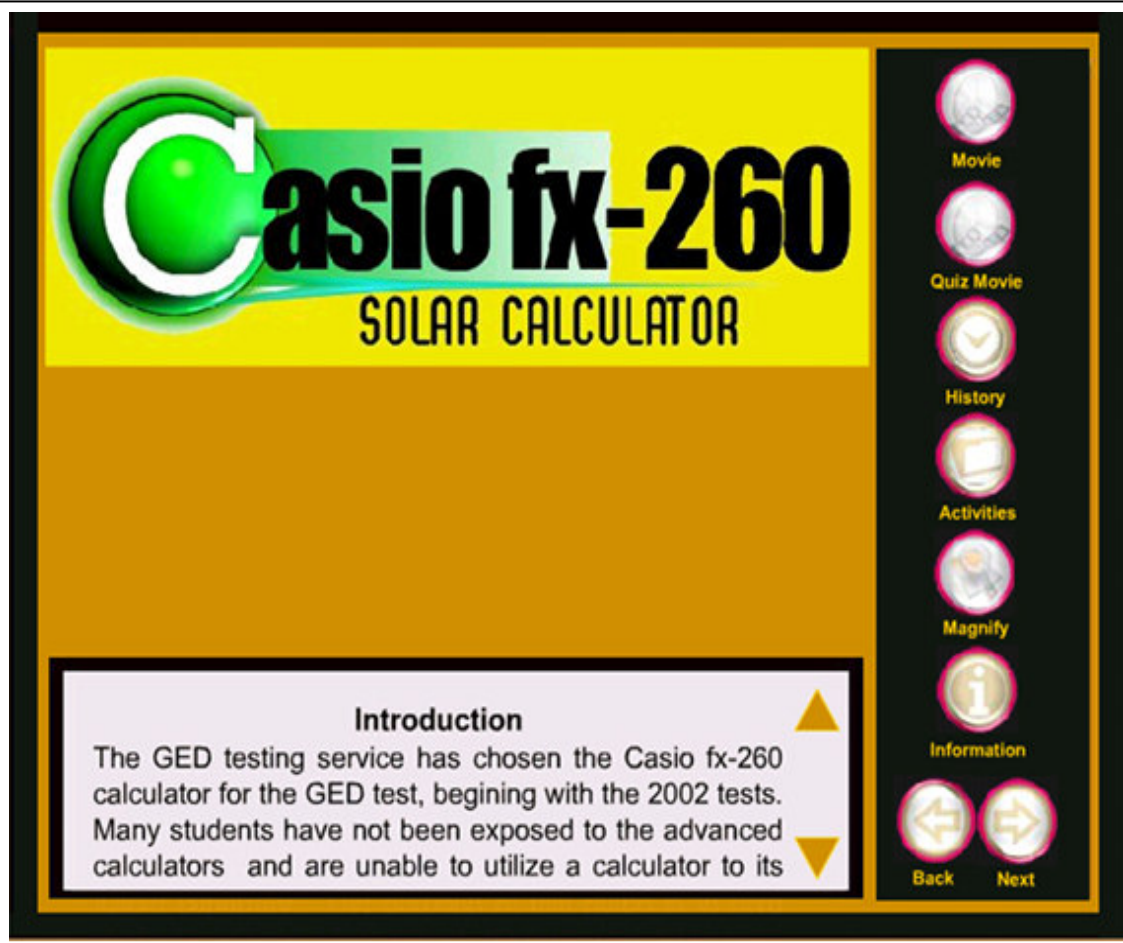 Casio fx-260
SOLAR CALCULATOR
Movie
Quiz Movie
History
Activities
Magnify
Information
Back
Next
Introduction
The GED testing service has chosen the Casio fx-260
calculator for the GED test, begining with the 2002 tests.
Many students have not been exposed to the advanced
calculators and are unable to utilize a calculator to its